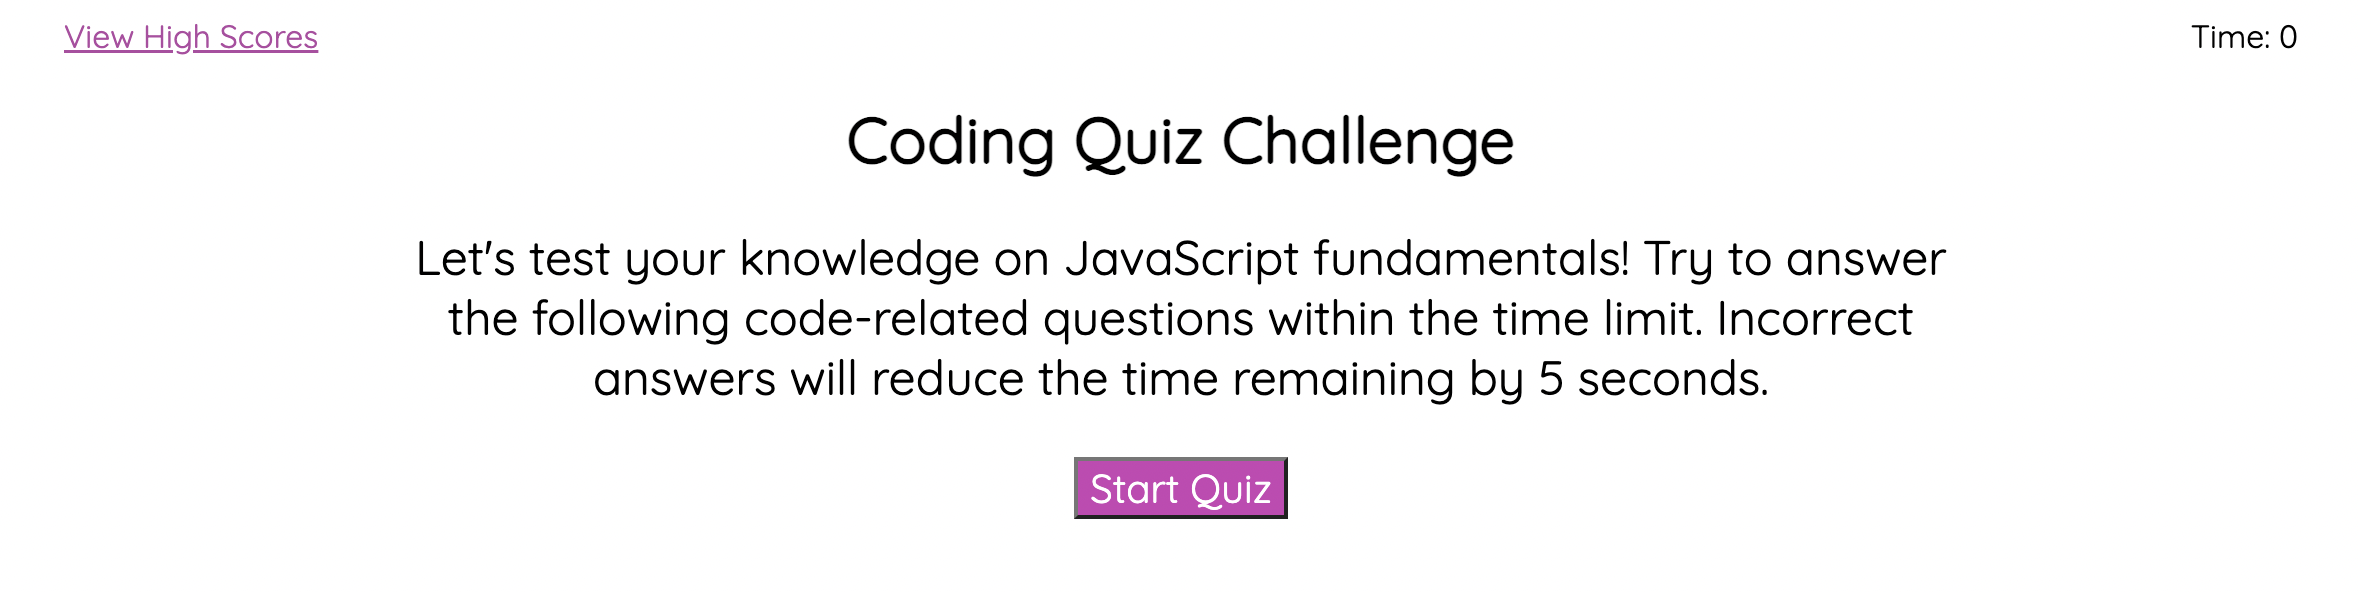 View High Scores
Time: 0
Coding Quiz Challenge
Let's test your knowledge on JavaScript fundamentals! Try to answer
the following code-related questions within the time limit. Incorrect
answers will reduce the time remaining by 5 seconds.
Start Quiz